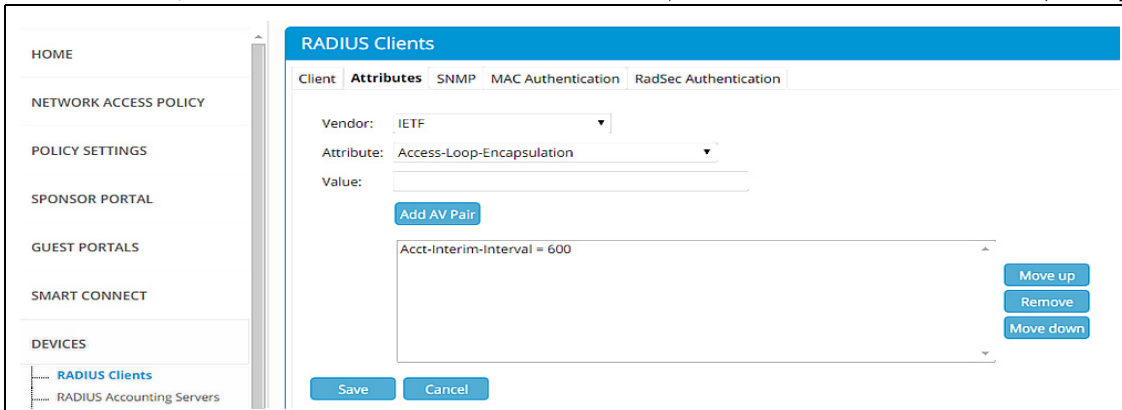 HOME
NETWORK ACCESS POLICY
POLICY SETTINGS
SPONSOR PORTAL
GUEST PORTALS
SMART CONNECT
DEVICES
RADIUS Clients
RADIUS Accounting Servers
RADIUS Clients
Client Attributes SNMP MAC Authentication RadSec Authentication
Vendor: IETF
Attribute: Access-Loop-Encapsulation
Value:
Add AV Pair
Acct-Interim-Interval = 600
Move up
Remove
Move down
Save Cancel